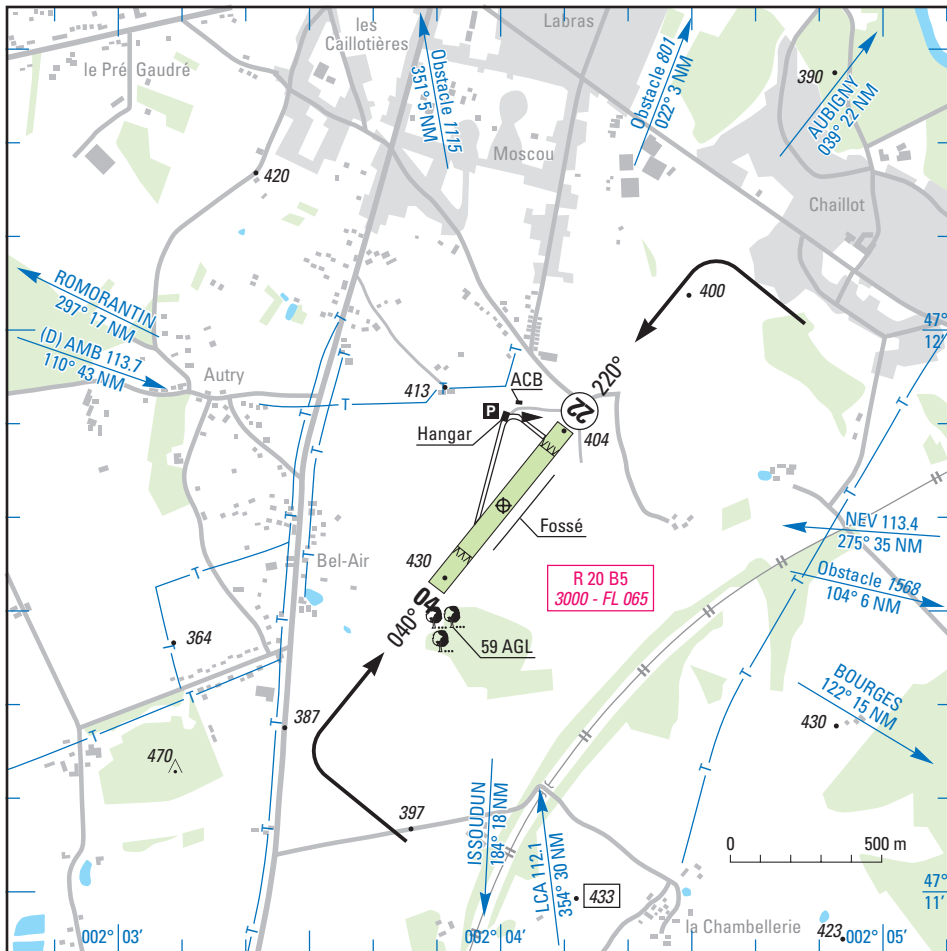 les
Caillotières
Labras
le Pré Gaudré
Obstacle 1115
351° 5 NM
Obstacle 801
022° 3 NM
390
AUBIGNY
039° 22 NM
Moscou
420
Chaillot
ROMORANTIN
297° 17 NM
400
47°
12'
(D) AMB 113.7
110° 43 NM
T
T
T
Autry
413
T
T
ACB
220°
22
P
Hangar
404
T
T
T
T
Fossé
NEV 113.4
275° 35 NM
T
T
Bel-Air
430
R 20 B5
3000 - FL 065
Obstacle 1568
104° 6 NM
T
04
040°
59 AGL
364
T
T
T
BOURGES
122° 15 NM
387
T
430
470
T
T
397
ISSOUDUN
184° 18 NM
LCA 112.1
354° 30 NM
0
500 m
T
433
47°
11'
la Chambellerie
423
002° 03'
002° 04'
002° 05'